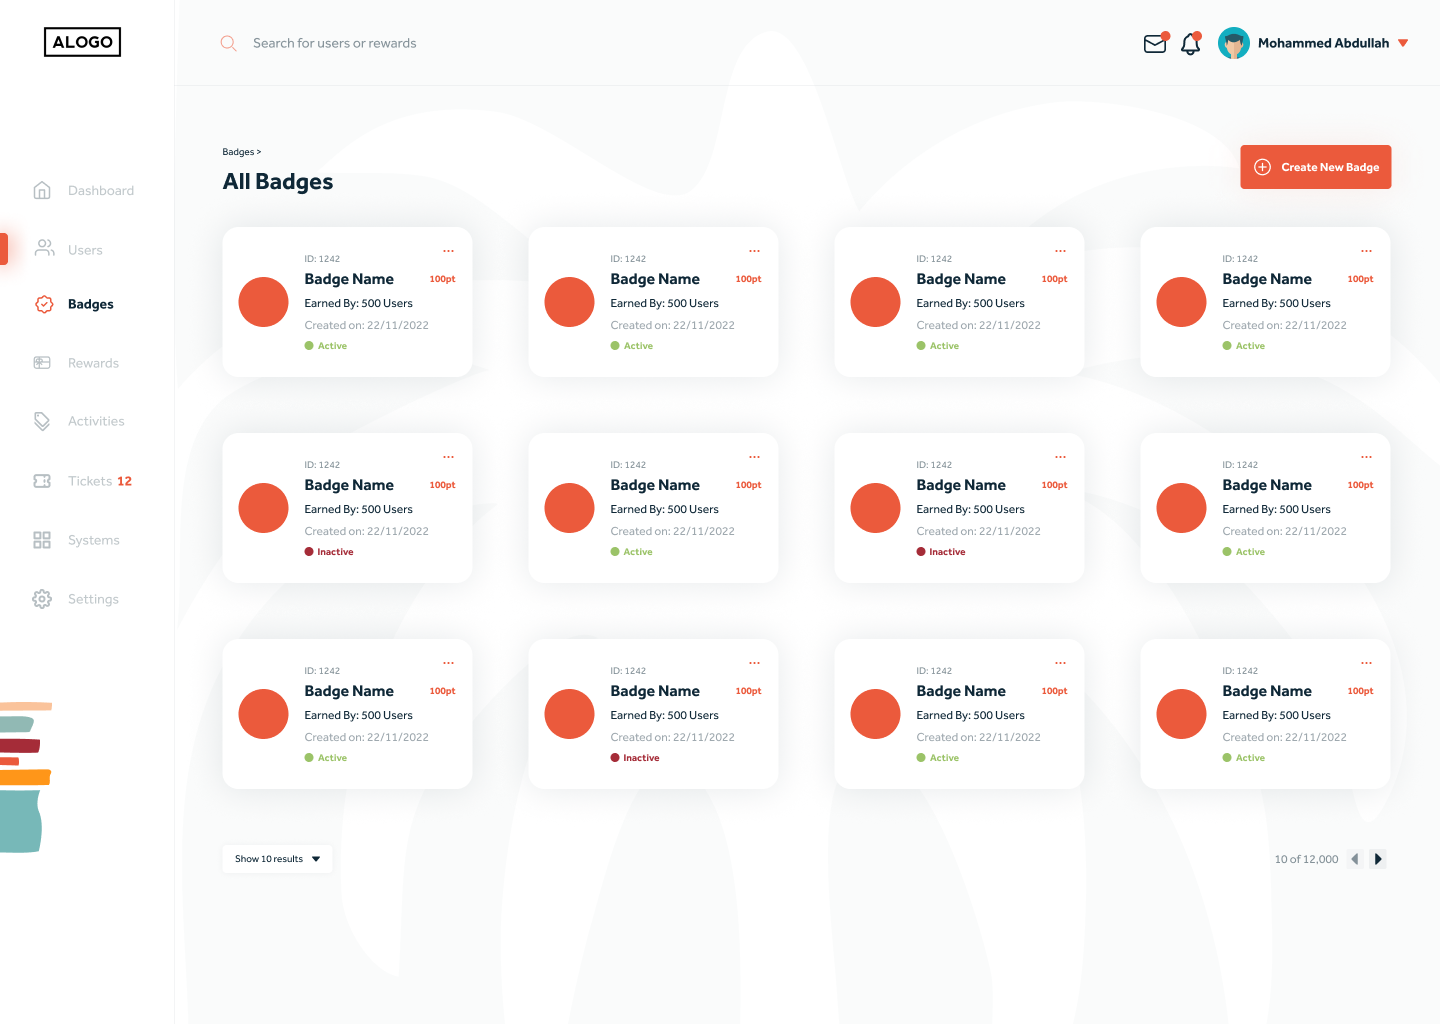 ALOGO
Search for users or rewards
Mohammed Abdullah
Dashboard
Users
Badges
Rewards
Activities
Tickets 12
Systems
Settings
Badges >
All Badges
Create New Badge
...
ID: 1242
Badge Name 100pt
Earned By: 500 Users
Created on: 22/11/2022
Active
...
ID: 1242
Badge Name 100pt
Earned By: 500 Users
Created on: 22/11/2022
Active
...
ID: 1242
Badge Name 100pt
Earned By: 500 Users
Created on: 22/11/2022
Active
...
ID: 1242
Badge Name 100pt
Earned By: 500 Users
Created on: 22/11/2022
Active
...
ID: 1242
Badge Name 100pt
Earned By: 500 Users
Created on: 22/11/2022
Inactive
...
ID: 1242
Badge Name 100pt
Earned By: 500 Users
Created on: 22/11/2022
Active
...
ID: 1242
Badge Name 100pt
Earned By: 500 Users
Created on: 22/11/2022
Inactive
...
ID: 1242
Badge Name 100pt
Earned By: 500 Users
Created on: 22/11/2022
Active
...
ID: 1242
Badge Name 100pt
Earned By: 500 Users
Created on: 22/11/2022
Active
...
ID: 1242
Badge Name 100pt
Earned By: 500 Users
Created on: 22/11/2022
Inactive
...
ID: 1242
Badge Name 100pt
Earned By: 500 Users
Created on: 22/11/2022
Active
...
ID: 1242
Badge Name 100pt
Earned By: 500 Users
Created on: 22/11/2022
Active
Show 10 results
10 of 12,000